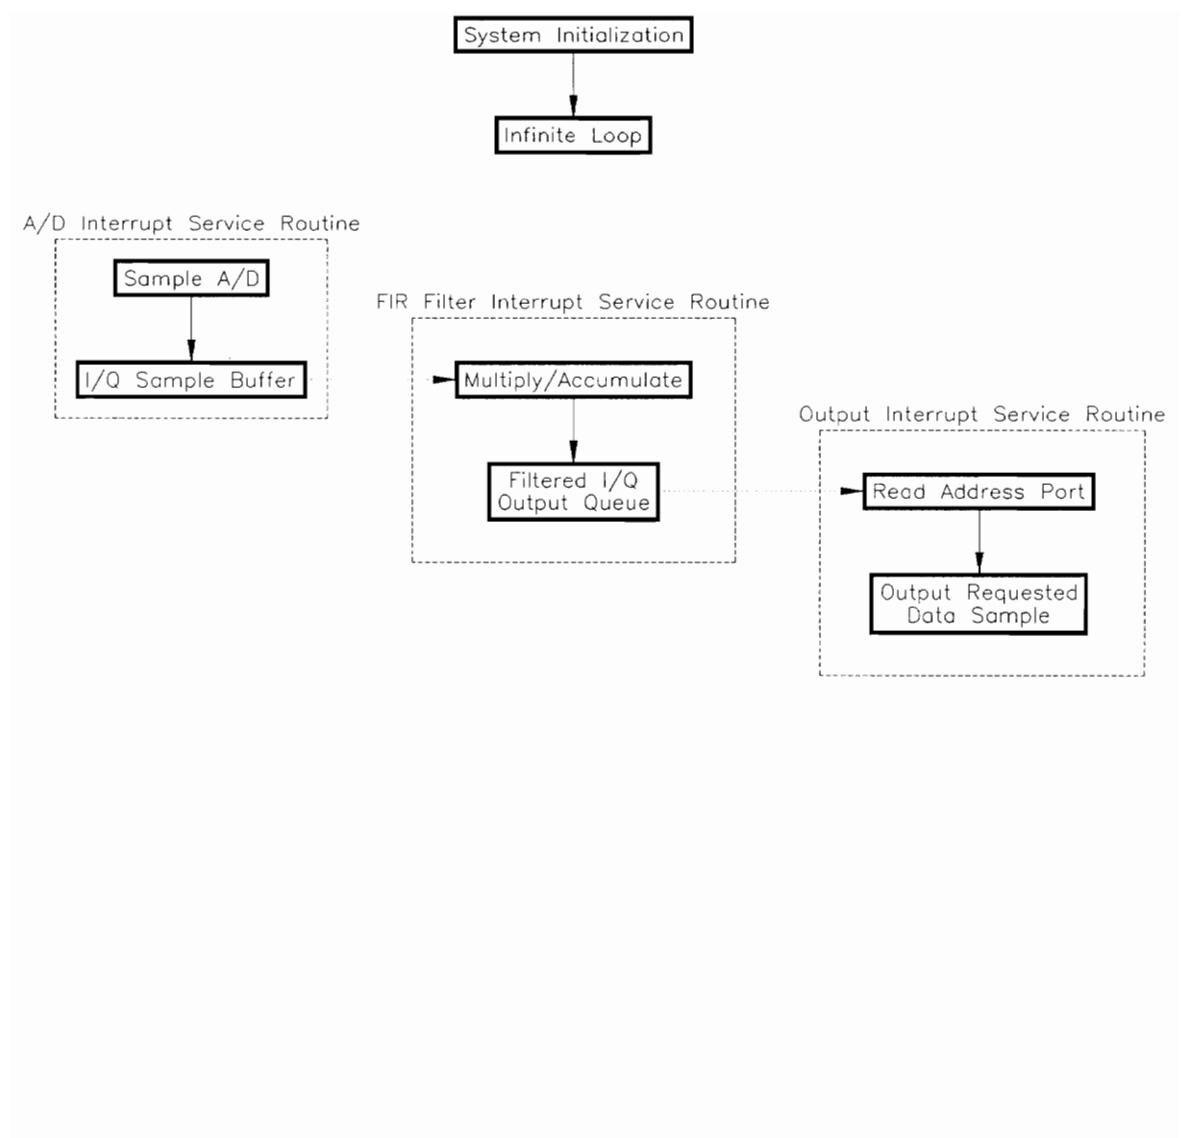 System Initialization
Infinite Loop
A/D Interrupt Service Routine
Sample A/D
I/Q Sample Buffer
FIR Filter Interrupt Service Routine
Multiply/Accumulate
Filtered I/Q
Output Queue
Output Interrupt Service Routine
Read Address Port
Output Requested
Data Sample